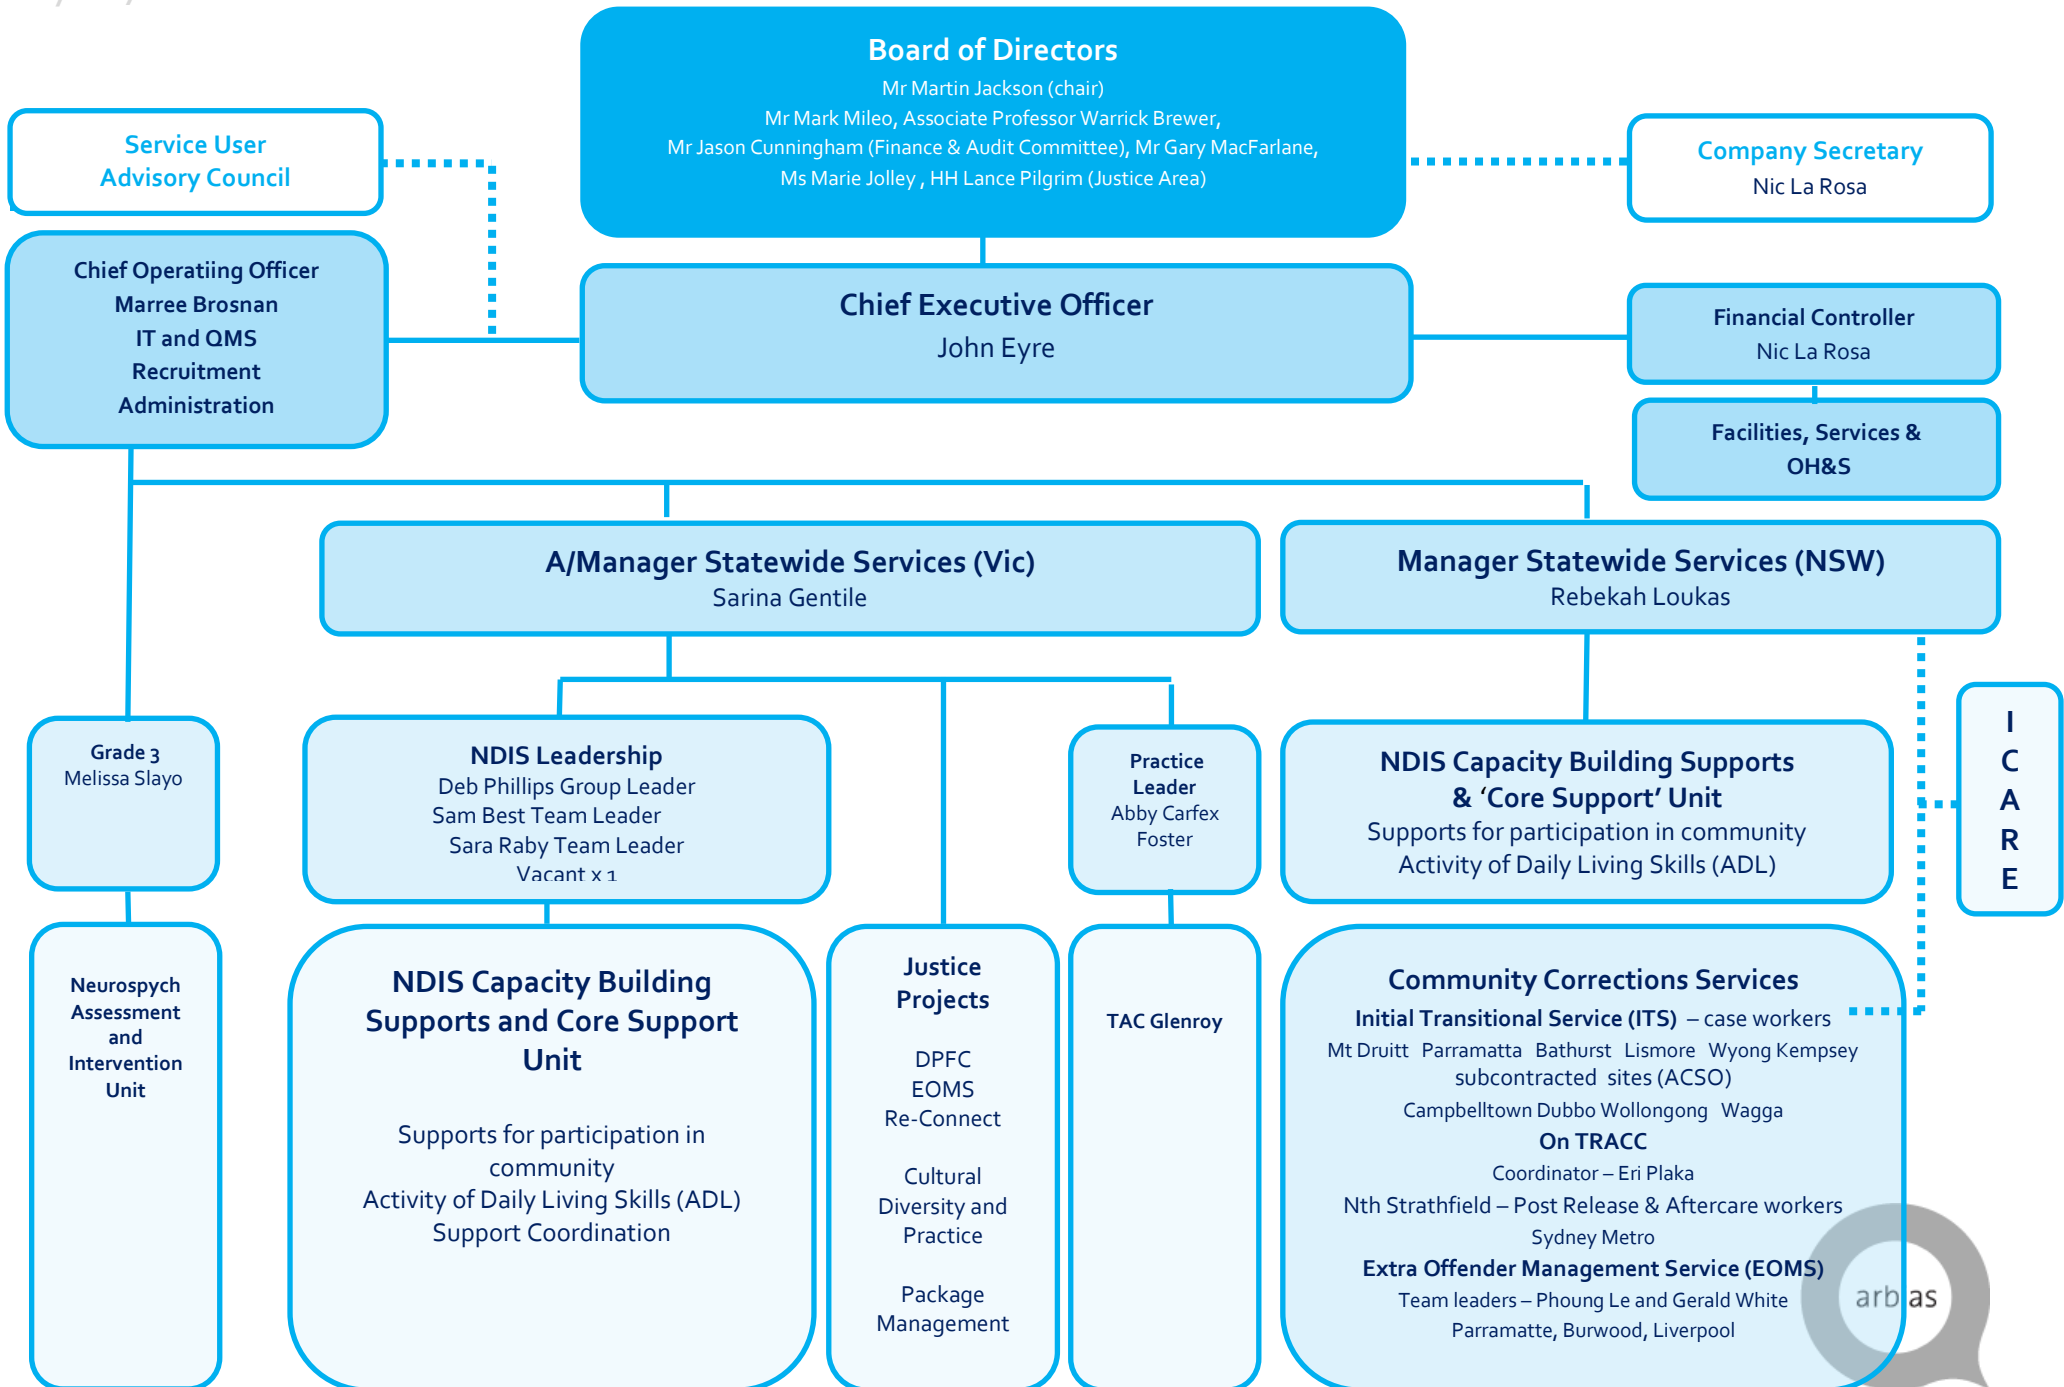 Board of Directors
Mr Martin Jackson (chair)
Mr Mark Mileo, Associate Professor Warrick Brewer,
Mr Jason Cunningham (Finance & Audit Committee), Mr Gary MacFarlane,
Ms Marie Jolley , HH Lance Pilgrim (Justice Area)
Service User
Advisory Council
Company Secretary
Nic La Rosa
Chief Operatiing Officer
Marree Brosnan
IT and QMS
Recruitment
Administration
Chief Executive Officer
John Eyre
Financial Controller
Nic La Rosa
Facilities, Services &
OH&S
A/Manager Statewide Services (Vic)
Sarina Gentile
Manager Statewide Services (NSW)
Rebekah Loukas
Grade 3
Melissa Slayo
NDIS Leadership
Deb Phillips Group Leader
Sam Best Team Leader
Sara Raby Team Leader
Vacant x 1
Practice
Leader
Abby Carfex
Foster
NDIS Capacity Building Supports
& ‘Core Support’ Unit
Supports for participation in community
Activity of Daily Living Skills (ADL)
I
C
A
R
E
Neurospych
Assessment
and
Intervention
Unit
NDIS Capacity Building
Supports and Core Support
Unit
Supports for participation in
community
Activity of Daily Living Skills (ADL)
Support Coordination
Justice
Projects
DPFC
EOMS
Re-Connect
Cultural
Diversity and
Practice
Package
Management
TAC Glenroy
Community Corrections Services
Initial Transitional Service (ITS) – case workers
Mt Druitt Parramatta Bathurst Lismore Wyong Kempsey
subcontracted sites (ACSO)
Campbelltown Dubbo Wollongong Wagga
On TRACC
Coordinator – Eri Plaka
Nth Strathfield – Post Release & Aftercare workers
Sydney Metro
Extra Offender Management Service (EOMS)
Team leaders – Phoung Le and Gerald White
Parramatte, Burwood, Liverpool
arbias